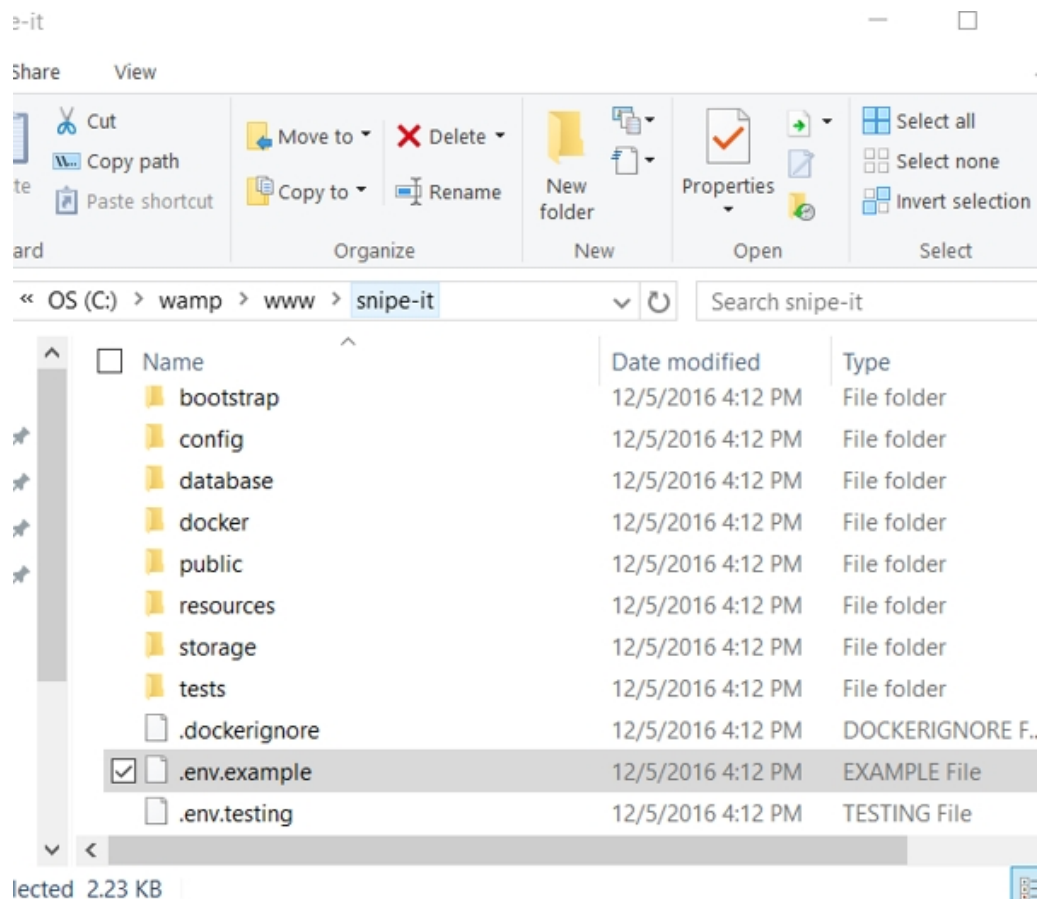 e-it
Share View
Cut
Copy path
te Paste shortcut
ard
Move to Delete
Copy to Rename
Organize
New
folder
New
Properties
Open
Select all
Select none
Invert selection
Select
« OS (C:) > wamp > www > snipe-it
Search snipe-it
Name Date modified Type
bootstrap 12/5/2016 4:12 PM File folder
config 12/5/2016 4:12 PM File folder
database 12/5/2016 4:12 PM File folder
docker 12/5/2016 4:12 PM File folder
public 12/5/2016 4:12 PM File folder
resources 12/5/2016 4:12 PM File folder
storage 12/5/2016 4:12 PM File folder
tests 12/5/2016 4:12 PM File folder
.dockerignore 12/5/2016 4:12 PM DOCKERIGNORE F...
.env.example 12/5/2016 4:12 PM EXAMPLE File
.env.testing 12/5/2016 4:12 PM TESTING File
lected 2.23 KB